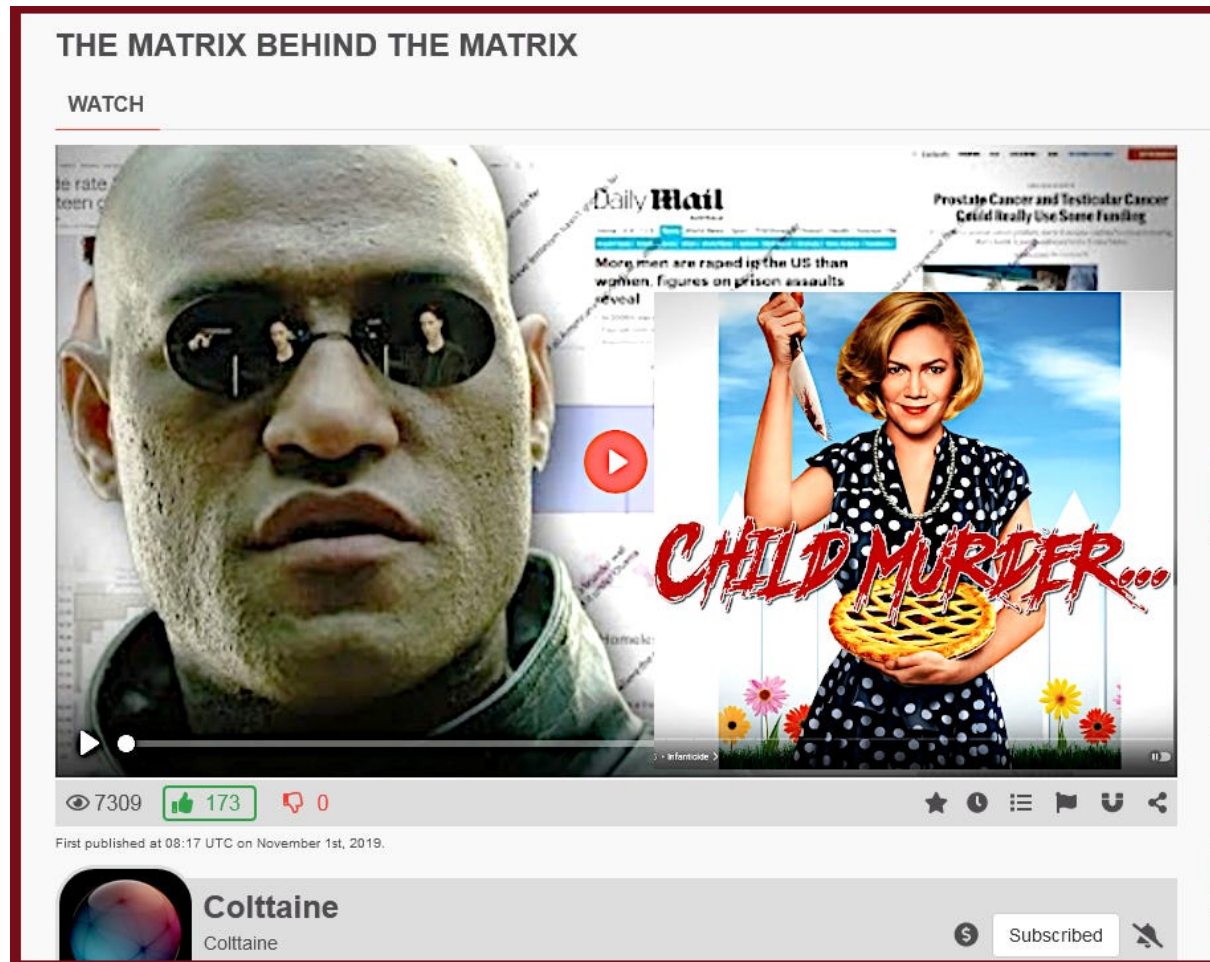 THE MATRIX BEHIND THE MATRIX
WATCH
Daily Mail
Prostate Cancer and Testicular Cancer
Could Really Use Some Funding
More men are raped in the US than
women, figures on prison assaults
reveal
CHILD MURDER...
Infanticide >
7309
173
0
First published at 08:17 UTC on November 1st, 2019.
Colttaine
Colttaine
Subscribed